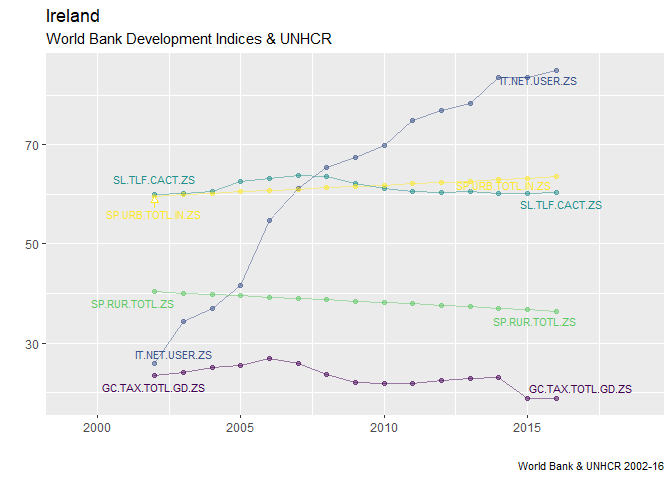 Ireland
World Bank Development Indices & UNHCR
IT.NET.USER.ZS
70
SL.TLF.CACT.ZS
SP.URB.TOTL.IN.ZS
SL.TLF.CACT.ZS
SP.URB.TOTL.IN.ZS
50
SP.RUR.TOTL.ZS
SP.RUR.TOTL.ZS
IT.NET.USER.ZS
30
GC.TAX.TOTL.GD.ZS
GC.TAX.TOTL.GD.ZS
2000
2005
2010
2015
World Bank & UNHCR 2002-16